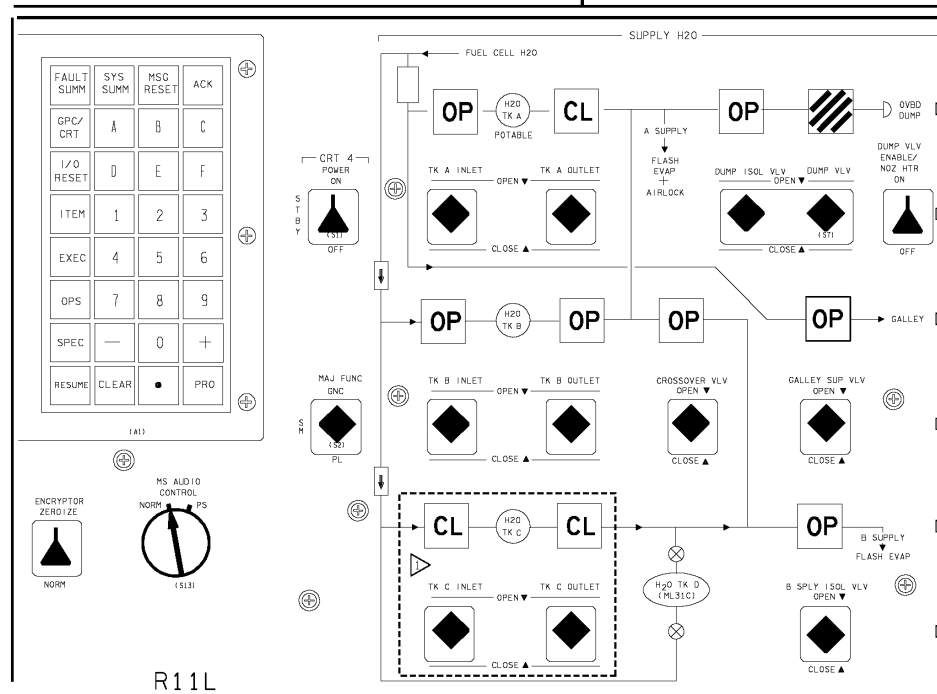 SUPPLY H2O
FUEL CELL H2O
FAULT SUMM
SYS SUMM
MSG RESET
ACK
GPC/ CRT
A
B
C
I/O RESET
D
E
F
ITEM
1
2
3
EXEC
4
5
6
OPS
7
8
9
SPEC
—
0
+
RESUME
CLEAR
•
PRO
(A1)
OP
H2O
TK A
POTABLE
CL
A SUPPLY
FLASH
EVAP
+
AIRLOCK
OP
OVBD
DUMP
CRT 4
POWER
ON
STBY
(S1)
OFF
TK A INLET
TK A OUTLET
OPEN ▼
CLOSE ▲
DUMP ISOL VLV
DUMP VLV
OPEN ▼
(S7)
CLOSE ▲
DUMP VLV
ENABLE/
NOZ HTR
ON
OFF
OP
H2O
TK B
OP
OP
OP
GALLEY
MAJ FUNC
GNC
SM
(S2)
PL
TK B INLET
TK B OUTLET
OPEN ▼
CLOSE ▲
CROSSOVER VLV
OPEN ▼
CLOSE ▲
GALLEY SUP VLV
OPEN ▼
CLOSE ▲
ENCRYPTOR
ZEROIZE
NORM
MS AUDIO
CONTROL
NORM
PS
(S13)
CL
H2O
TK C
CL
1
OP
B SUPPLY
FLASH EVAP
TK C INLET
TK C OUTLET
OPEN ▼
CLOSE ▲
H2O TK D
(ML31C)
B SPLY ISOL VLV
OPEN ▼
CLOSE ▲
R11L